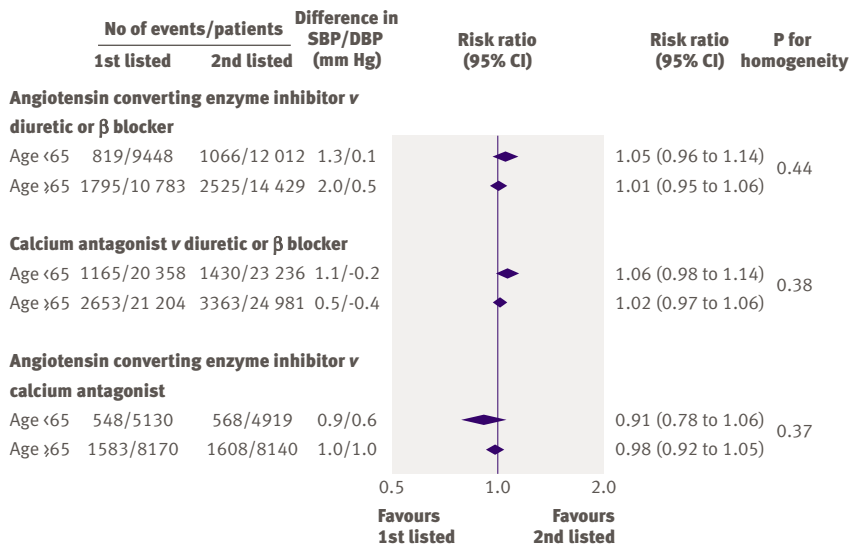 No of events/patients Difference in SBP/DBP (mm Hg) Risk ratio (95% CI) Risk ratio (95% CI) P for homogeneity
1st listed 2nd listed
Angiotensin converting enzyme inhibitor v
diuretic or β blocker
Age <65 819/9448 1066/12 012 1.3/0.1 1.05 (0.96 to 1.14) 0.44
Age ≥65 1795/10 783 2525/14 429 2.0/0.5 1.01 (0.95 to 1.06)
Calcium antagonist v diuretic or β blocker
Age <65 1165/20 358 1430/23 236 1.1/-0.2 1.06 (0.98 to 1.14) 0.38
Age ≥65 2653/21 204 3363/24 981 0.5/-0.4 1.02 (0.97 to 1.06)
Angiotensin converting enzyme inhibitor v
calcium antagonist
Age <65 548/5130 568/4919 0.9/0.6 0.91 (0.78 to 1.06) 0.37
Age ≥65 1583/8170 1608/8140 1.0/1.0 0.98 (0.92 to 1.05)
0.5 1.0 2.0
Favours Favours
1st listed 2nd listed